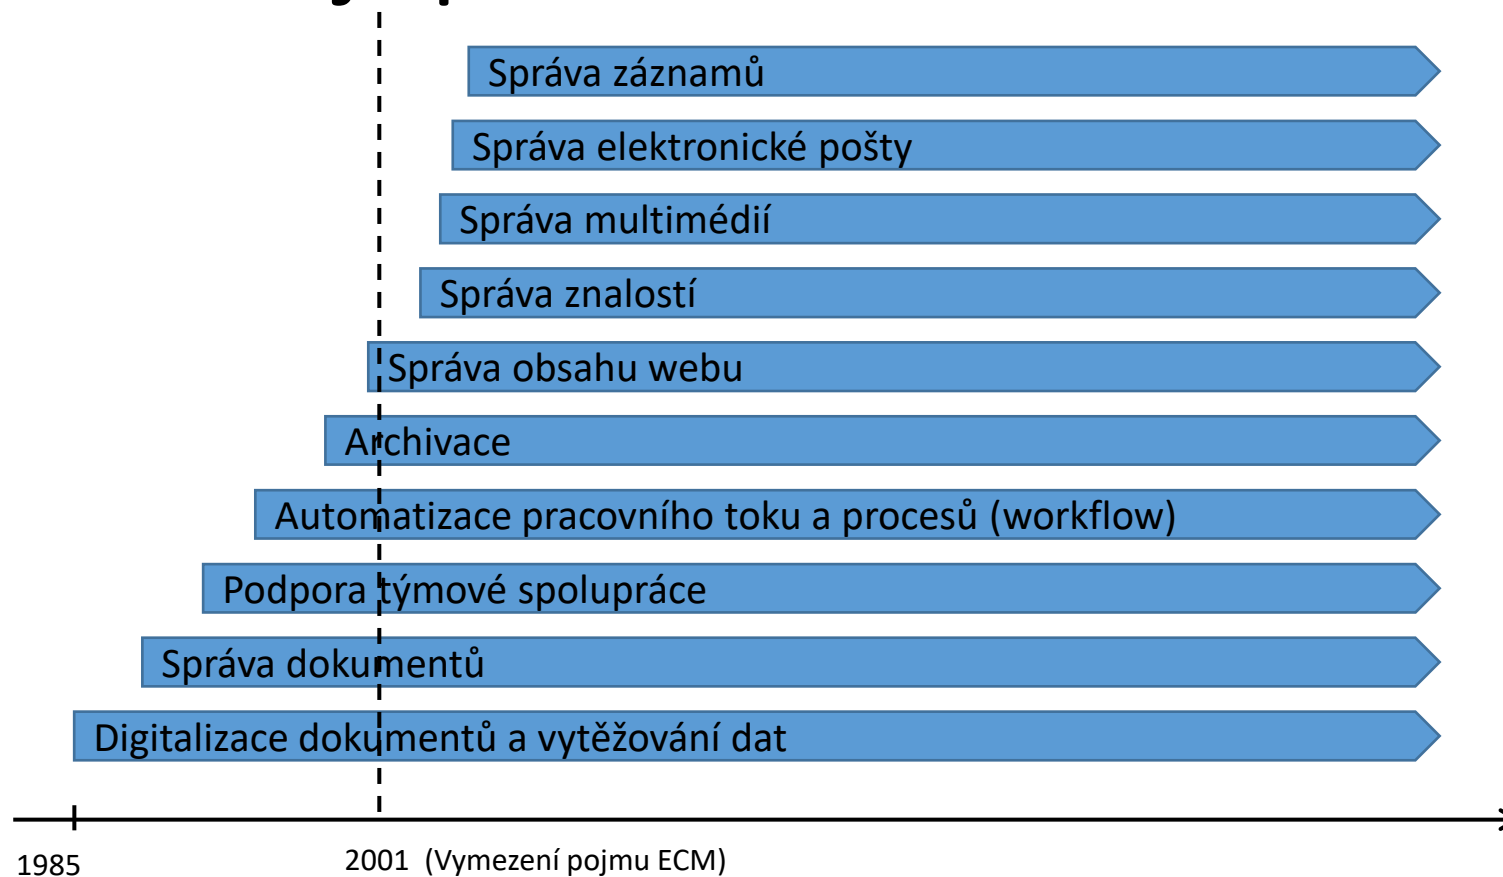 Správa záznamů
Správa elektronické pošty
Správa multimédií
Správa znalostí
Správa obsahu webu
Archivace
Automatizace pracovního toku a procesů (workflow)
Podpora týmové spolupráce
Správa dokumentů
Digitalizace dokumentů a vytěžování dat
1985
2001 (Vymezení pojmu ECM)